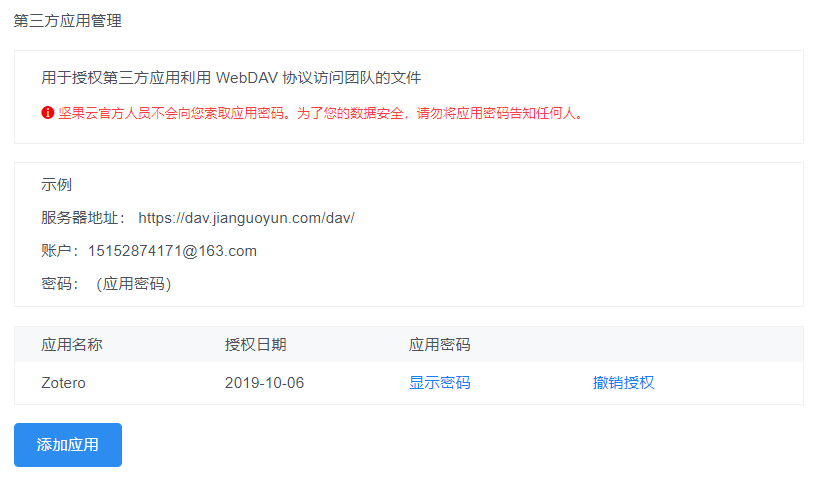 第三方应用管理
用于授权第三方应用利用 WebDAV 协议访问团队的文件
坚果云官方人员不会向您索取应用密码。为了您的数据安全，请勿将应用密码告知任何人。
示例
服务器地址： https://dav.jianguoyun.com/dav/
账户：15152874171@163.com
密码：（应用密码）
应用名称 授权日期 应用密码
Zotero 2019-10-06 显示密码 撤销授权
添加应用